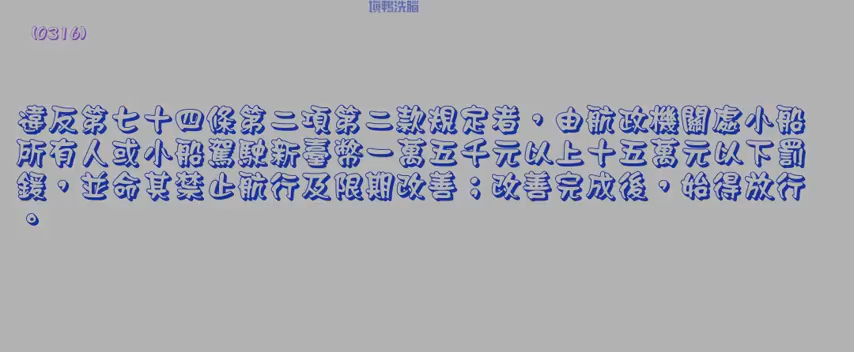 填鴨洗腦
(0316)
違反第七十四條第二項第二款規定者，由航政機關處小船
所有人或小船駕駛新臺幣一萬五千元以上十五萬元以下罰
鍰，並命其禁止航行及限期改善；改善完成後，始得放行
。